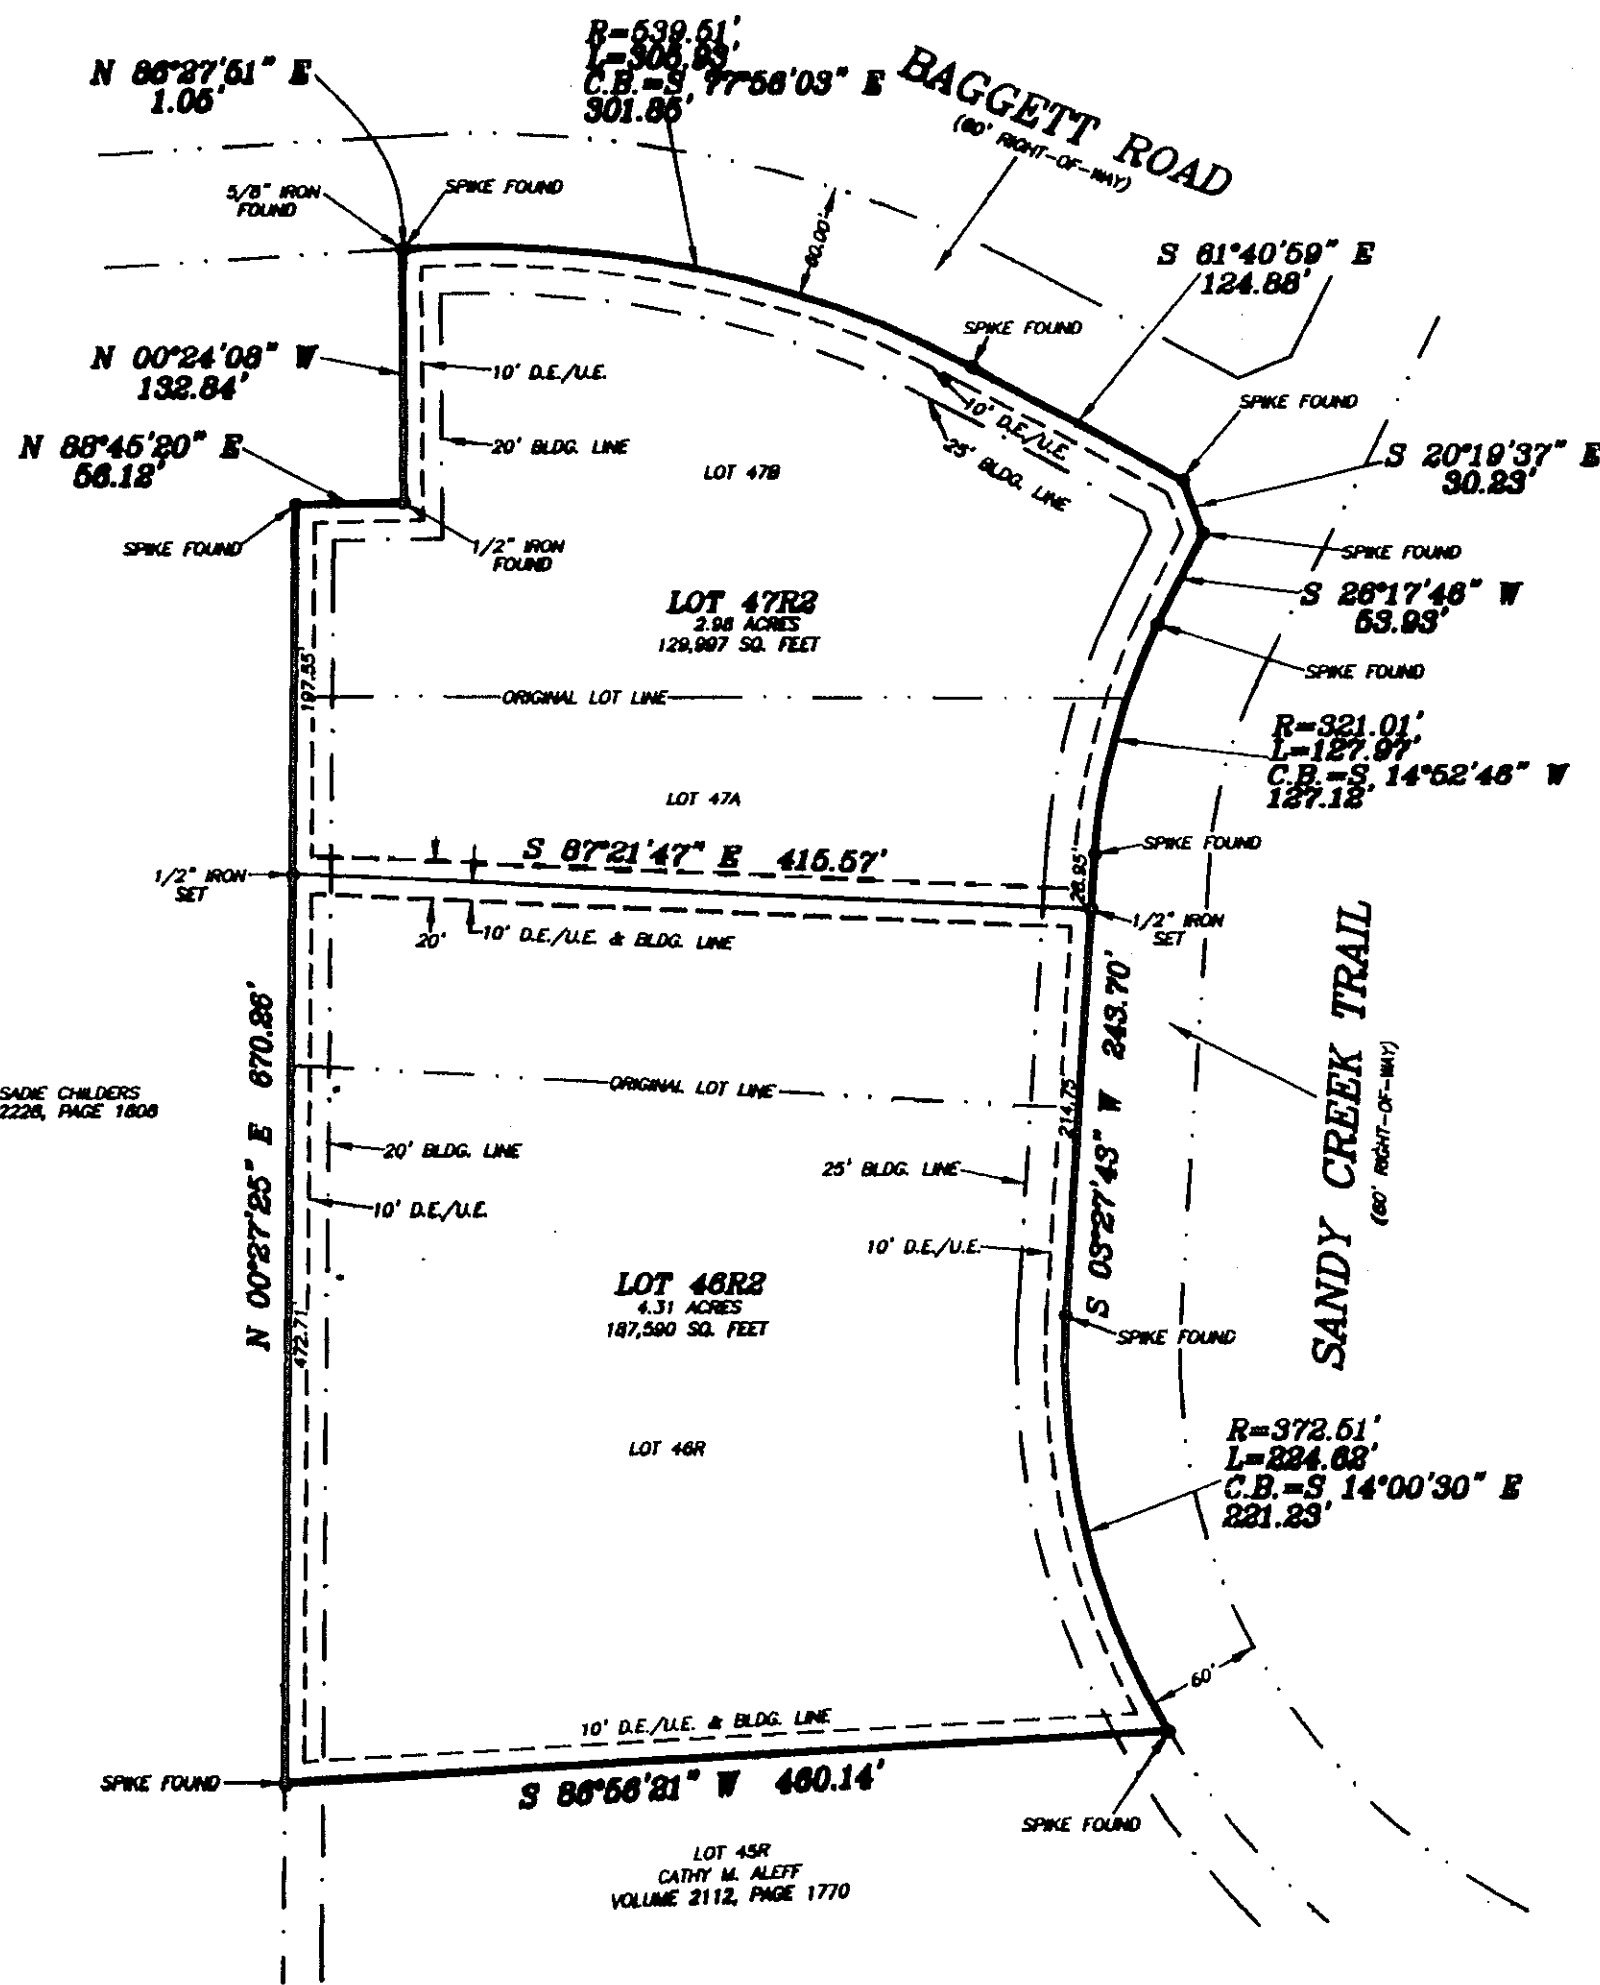 R=539.51'
L=305.93'
C.B.=S 77°56'03" E
301.85'
N 86°27'51" E
1.05'
BAGGETT ROAD
(60' RIGHT-OF-WAY)
5/8" IRON
FOUND
SPIKE FOUND
60.00'
S 61°40'59" E
124.88'
SPIKE FOUND
N 00°24'08" W
132.84'
10' D.E./U.E.
10' D.E./U.E.
SPIKE FOUND
N 88°45'20" E
56.12'
20' BLDG. LINE
25' BLDG. LINE
LOT 47B
S 20°19'37" E
30.23'
SPIKE FOUND
1/2" IRON
FOUND
SPIKE FOUND
LOT 47R2
2.98 ACRES
129,997 SQ. FEET
S 26°17'46" W
53.93'
SPIKE FOUND
197.55'
ORIGINAL LOT LINE
R=321.01'
L=127.97'
C.B.=S 14°52'46" W
127.12'
LOT 47A
SPIKE FOUND
S 87°21'47" E 415.57'
28.95'
1/2" IRON
SET
1/2" IRON
SET
20'
10' D.E./U.E. & BLDG. LINE
SANDY CREEK TRAIL
(60' RIGHT-OF-WAY)
N 00°27'25" E 670.26'
S 03°27'43" W 243.70'
214.75'
ORIGINAL LOT LINE
SADIE CHILDERS
2226, PAGE 1608
20' BLDG. LINE
25' BLDG. LINE
10' D.E./U.E.
10' D.E./U.E.
LOT 46R2
4.31 ACRES
187,590 SQ. FEET
472.71'
SPIKE FOUND
LOT 46R
R=372.51'
L=224.62'
C.B.=S 14°00'30" E
221.23'
60'
10' D.E./U.E. & BLDG. LINE
SPIKE FOUND
S 86°56'21" W 460.14'
SPIKE FOUND
LOT 45R
CATHY M. ALEFF
VOLUME 2112, PAGE 1770